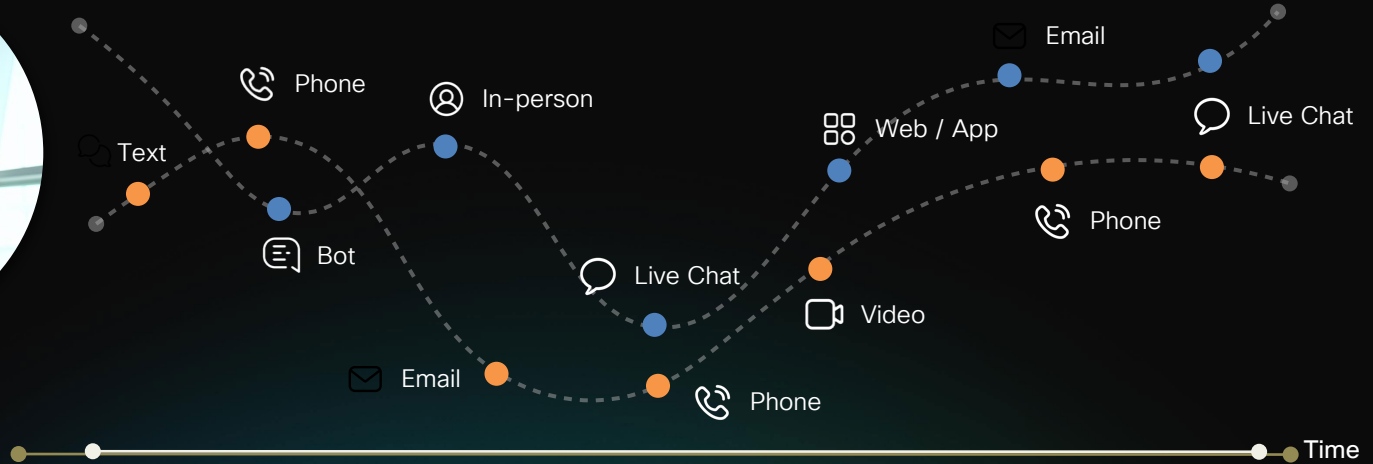 Email
Phone
In-person
Live Chat
Web / App
Text
Phone
Bot
Live Chat
Video
Email
Phone
Time